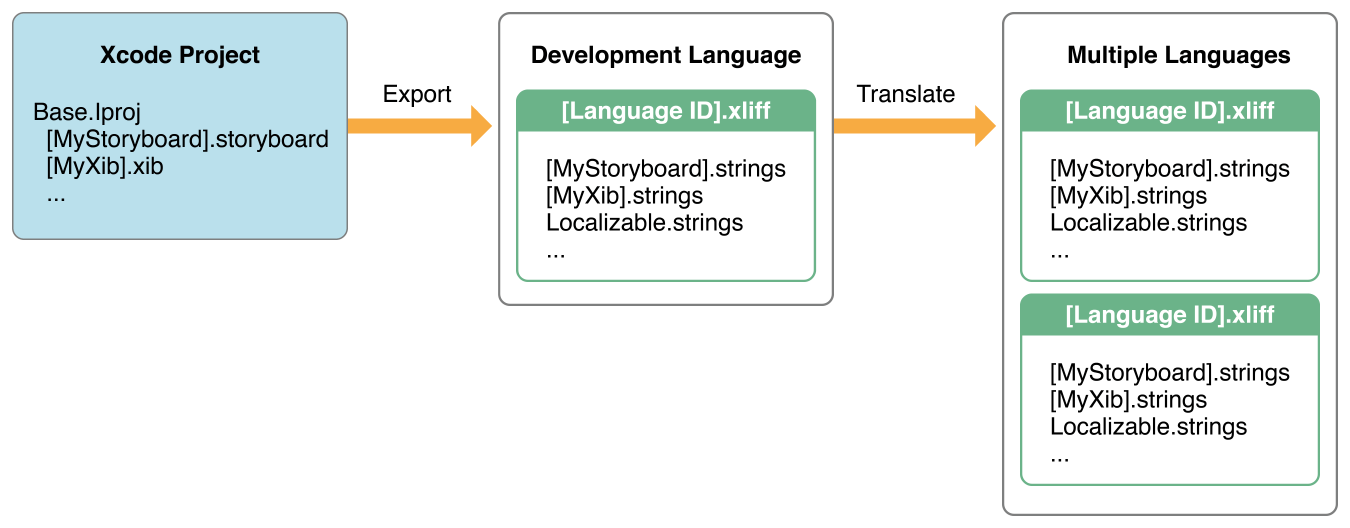 Xcode Project
Base.lproj
[MyStoryboard].storyboard
[MyXib].xib
...
Export
Development Language
[Language ID].xliff
[MyStoryboard].strings
[MyXib].strings
Localizable.strings
...
Translate
Multiple Languages
[Language ID].xliff
[MyStoryboard].strings
[MyXib].strings
Localizable.strings
...
[Language ID].xliff
[MyStoryboard].strings
[MyXib].strings
Localizable.strings
...